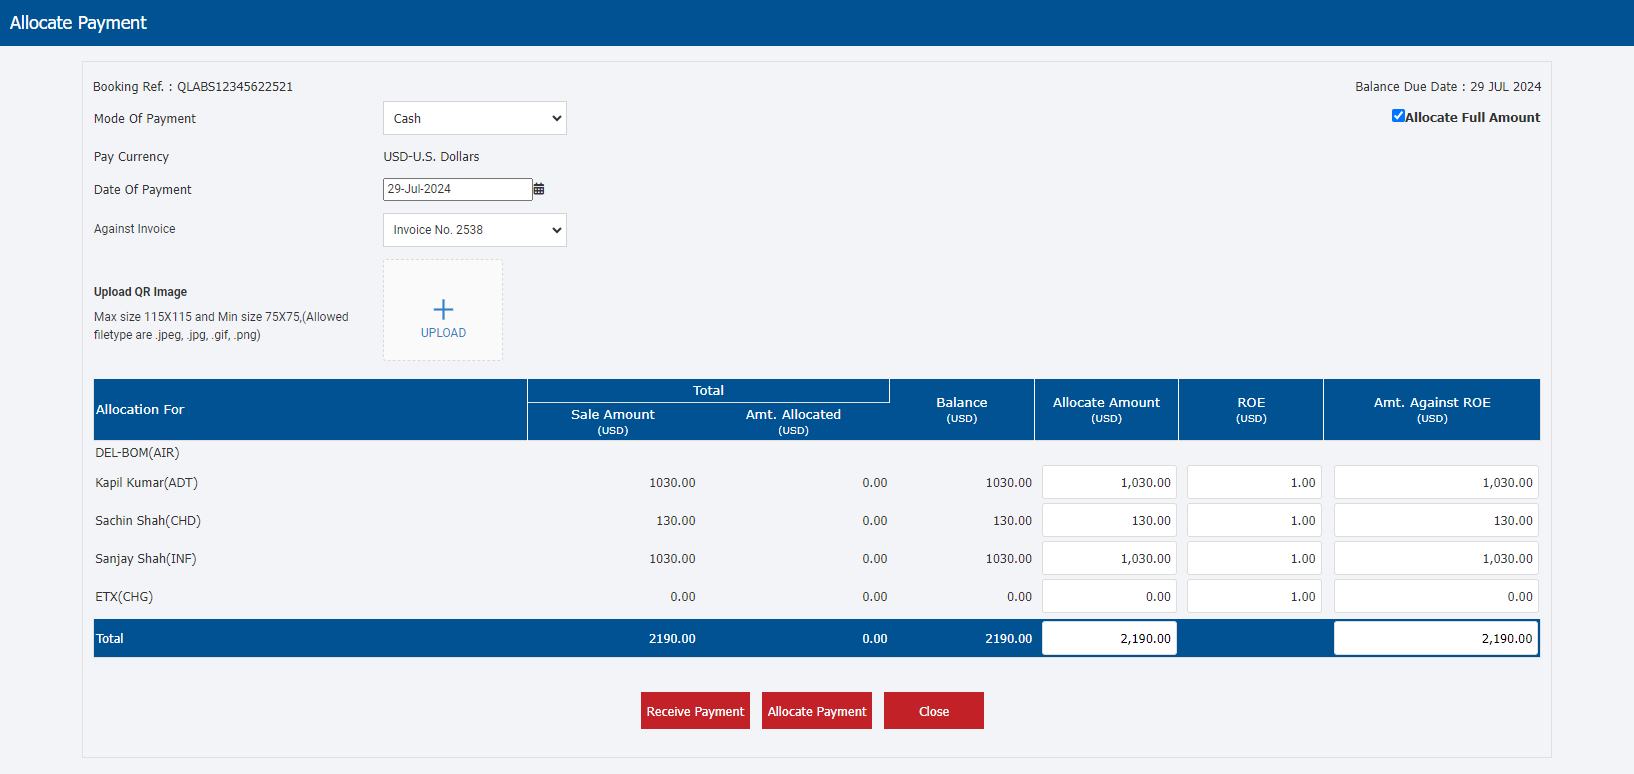 Allocate Payment
Booking Ref. : QLABS12345622521
Balance Due Date : 29 JUL 2024
Mode Of Payment
Cash
Allocate Full Amount
Pay Currency
USD-U.S. Dollars
Date Of Payment
29-Jul-2024
Against Invoice
Invoice No. 2538
Upload QR Image
Max size 115X115 and Min size 75X75,(Allowed
filetype are .jpeg, .jpg, .gif, .png)
UPLOAD
Allocation For
Total
Sale Amount
(USD)
Amt. Allocated
(USD)
Balance
(USD)
Allocate Amount
(USD)
ROE
(USD)
Amt. Against ROE
(USD)
DEL-BOM(AIR)
Kapil Kumar(ADT) 1030.00 0.00 1030.00 1,030.00 1.00 1,030.00
Sachin Shah(CHD) 130.00 0.00 130.00 130.00 1.00 130.00
Sanjay Shah(INF) 1030.00 0.00 1030.00 1,030.00 1.00 1,030.00
ETX(CHG) 0.00 0.00 0.00 0.00 1.00 0.00
Total 2190.00 0.00 2190.00 2,190.00 2,190.00
Receive Payment
Allocate Payment
Close